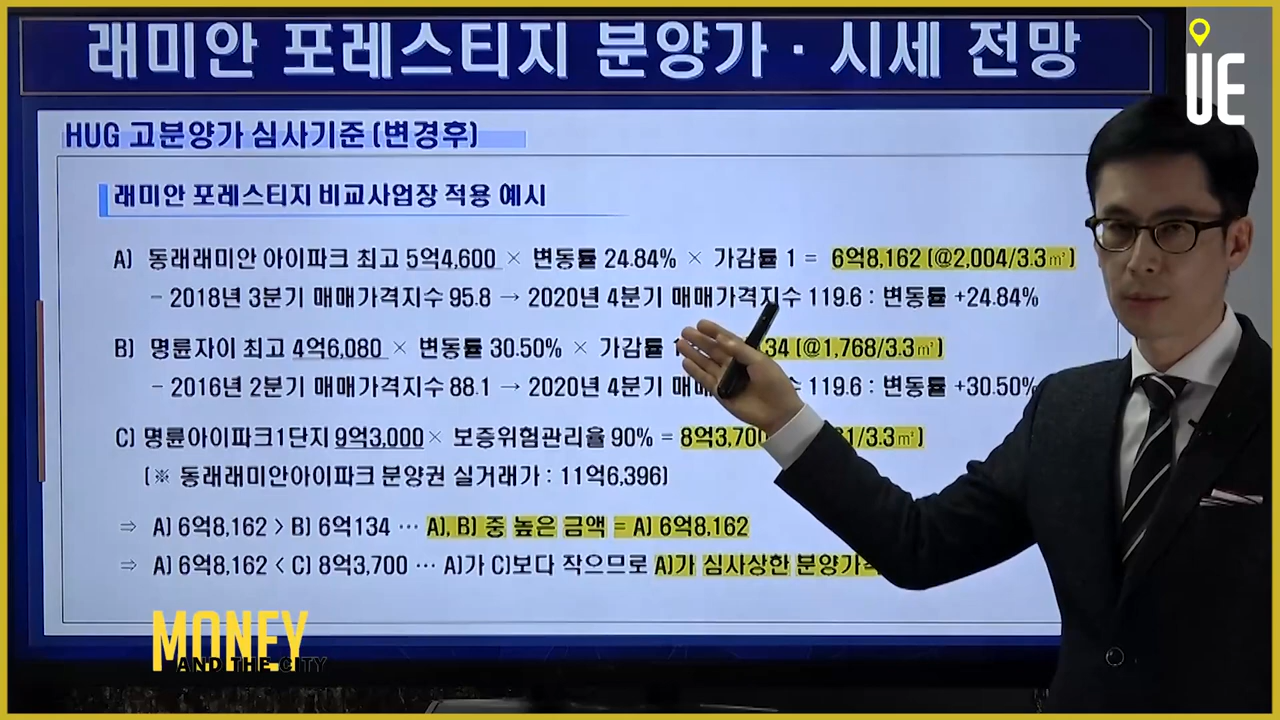 래미안 포레스티지 분양가 · 시세 전망
UE
HUG 고분양가 심사기준 (변경후)
래미안 포레스티지 비교사업장 적용 예시
A) 동래래미안 아이파크 최고 5억4,600 × 변동률 24.84% × 가감률 1 = 6억8,162 (@2,004/3.3㎡)
- 2018년 3분기 매매가격지수 95.8 → 2020년 4분기 매매가격지수 119.6 : 변동률 +24.84%
B) 명륜자이 최고 4억6,080 × 변동률 30.50% × 가감률 34 (@1,768/3.3㎡)
- 2016년 2분기 매매가격지수 88.1 → 2020년 4분기 수 119.6 : 변동률 +30.50%
C) 명륜아이파크1단지 9억3,000 × 보증위험관리율 90% = 8억3,700 /3.3㎡)
(※ 동래래미안아이파크 분양권 실거래가 : 11억6,396)
⇒ A) 6억8,162 > B) 6억134 ··· A), B) 중 높은 금액 = A) 6억8,162
⇒ A) 6억8,162 < C) 8억3,700 ··· A)가 C)보다 작으므로 A)가 심사상한 분양가
MONEY
AND THE CITY